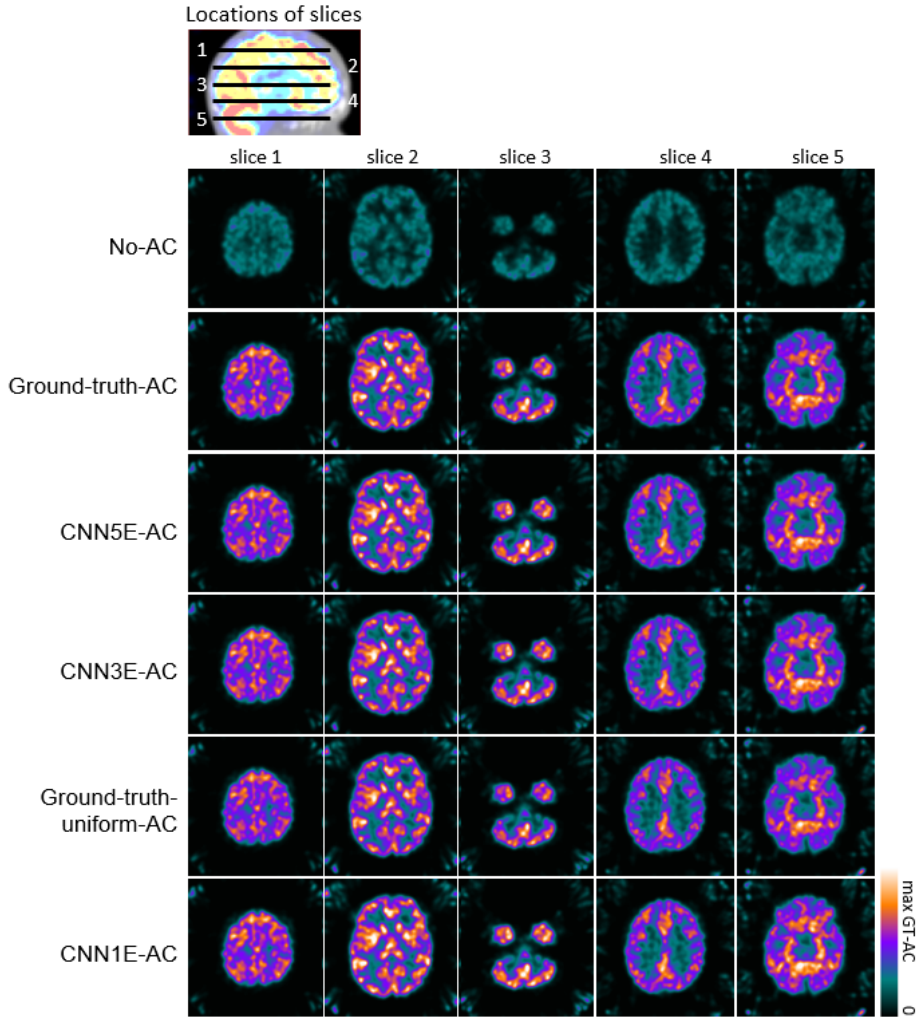 Locations of slices
1
2
3
4
5
slice 1 slice 2 slice 3 slice 4 slice 5
No-AC
Ground-truth-AC
CNN5E-AC
CNN3E-AC
Ground-truth-
uniform-AC
CNN1E-AC
max GT-AC
0